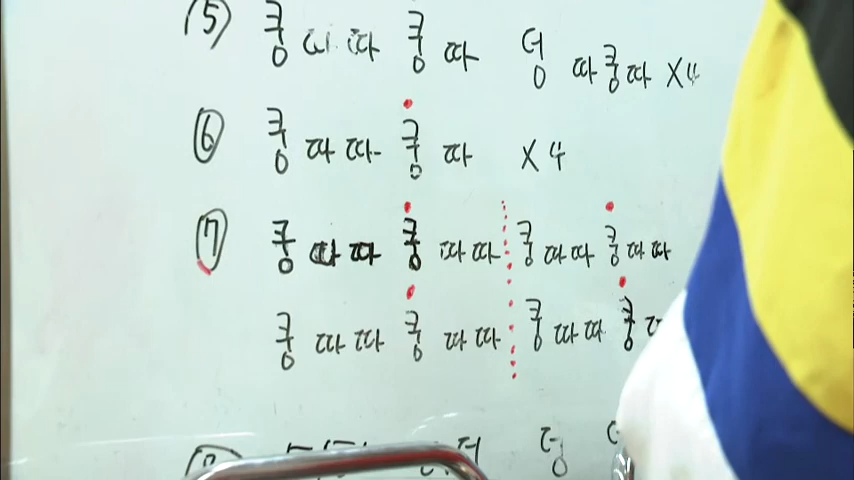 ⑤ 쿵 따 쿵 따 덩 따쿵따 X4
⑥ 쿵 따 따 쿵 따 X 4
⑦ 쿵 따 따 쿵 따 따 쿵 따 따 쿵 따 따
쿵 따 따 쿵 따 따 쿵 따 따 쿵
덩